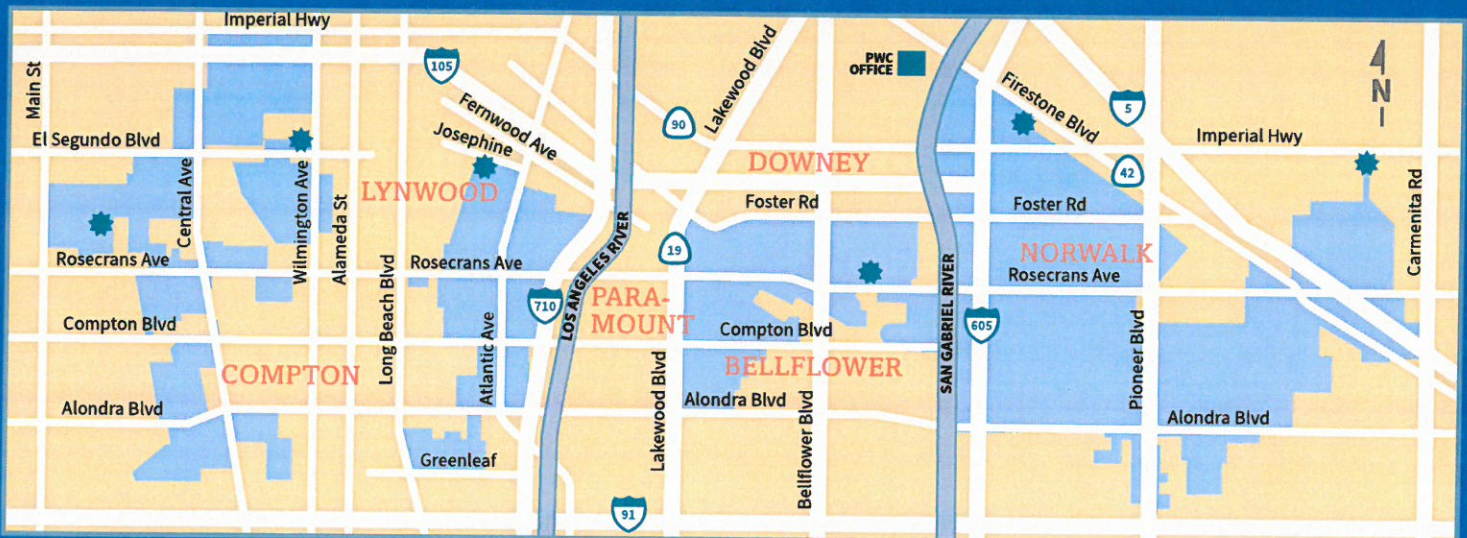 Imperial Hwy
Main St
105
Lakewood Blvd
PWC
OFFICE
Firestone Blvd
5
N
Fernwood Ave
Josephine
90
El Segundo Blvd
Imperial Hwy
Central Ave
Wilmington Ave
Alameda St
LYNWOOD
DOWNEY
42
Foster Rd
Foster Rd
Carmenita Rd
Rosecrans Ave
Rosecrans Ave
LOS ANGELES RIVER
19
SAN GABRIEL RIVER
NORWALK
Rosecrans Ave
Long Beach Blvd
710
PARA-
MOUNT
Compton Blvd
Compton Blvd
605
Atlantic Ave
Pioneer Blvd
COMPTON
BELLFLOWER
Alondra Blvd
Alondra Blvd
Alondra Blvd
Lakewood Blvd
Bellflower Blvd
Greenleaf
91